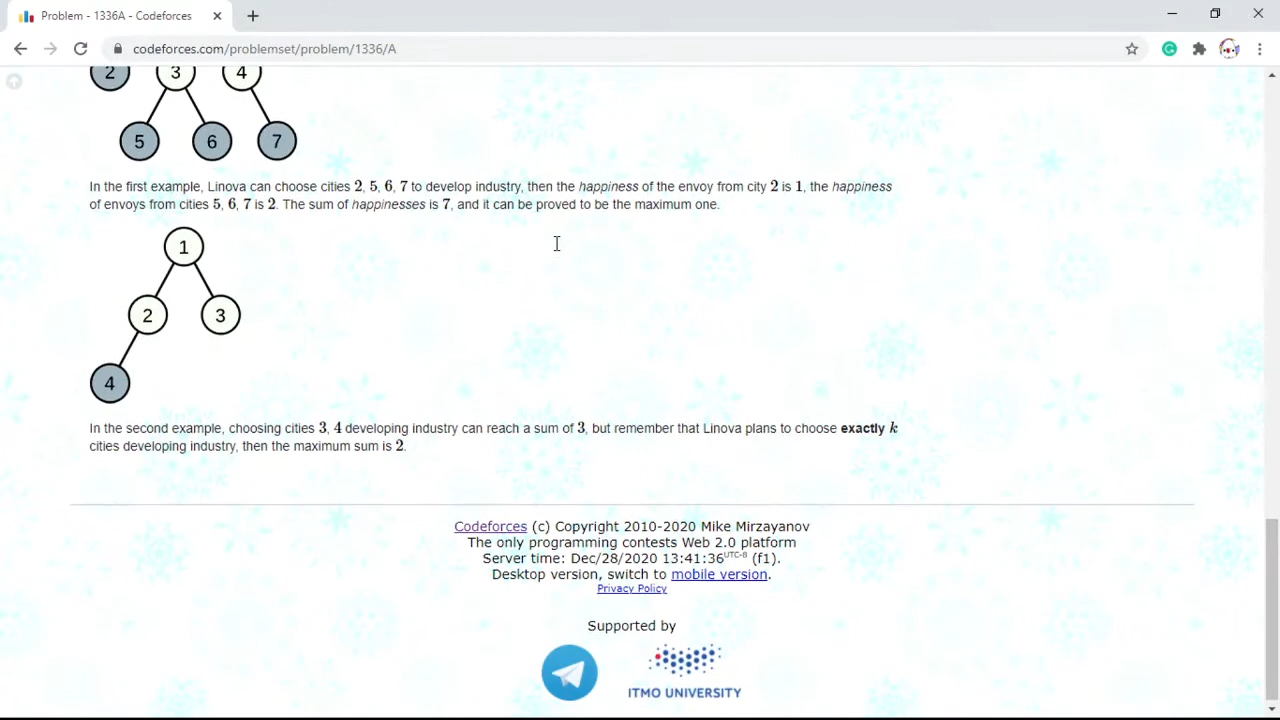 Problem - 1336A - Codeforces
codeforces.com/problemset/problem/1336/A
2 3 4
5 6 7
In the first example, Linova can choose cities 2, 5, 6, 7 to develop industry, then the happiness of the envoy from city 2 is 1, the happiness
of envoys from cities 5, 6, 7 is 2. The sum of happinesses is 7, and it can be proved to be the maximum one.
1
2 3
4
In the second example, choosing cities 3, 4 developing industry can reach a sum of 3, but remember that Linova plans to choose exactly k
cities developing industry, then the maximum sum is 2.
Codeforces (c) Copyright 2010-2020 Mike Mirzayanov
The only programming contests Web 2.0 platform
Server time: Dec/28/2020 13:41:36UTC-8 (f1).
Desktop version, switch to mobile version.
Privacy Policy
Supported by
ITMO UNIVERSITY